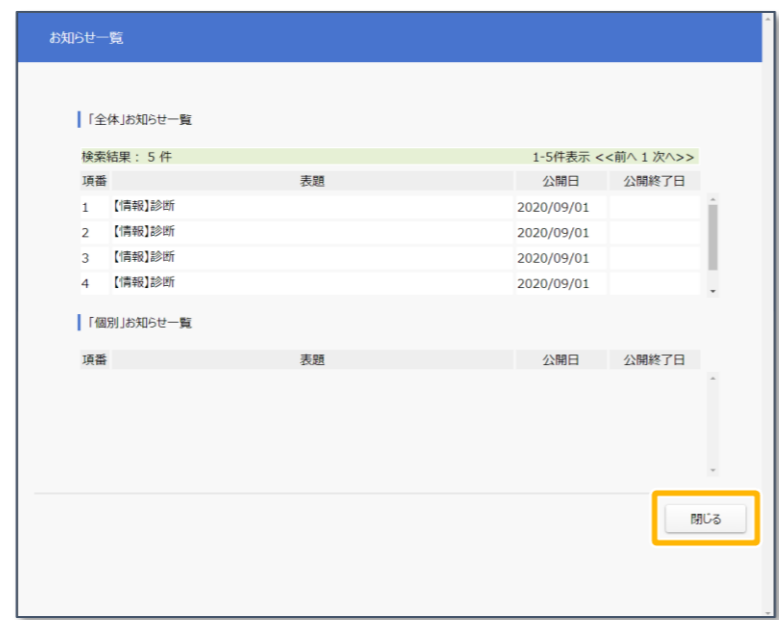 お知らせ一覧
「全体」お知らせ一覧
検索結果： 5 件 1-5件表示 <<前へ 1 次へ>>
項番 表題 公開日 公開終了日
1 【情報】診断 2020/09/01
2 【情報】診断 2020/09/01
3 【情報】診断 2020/09/01
4 【情報】診断 2020/09/01
「個別」お知らせ一覧
項番 表題 公開日 公開終了日
閉じる